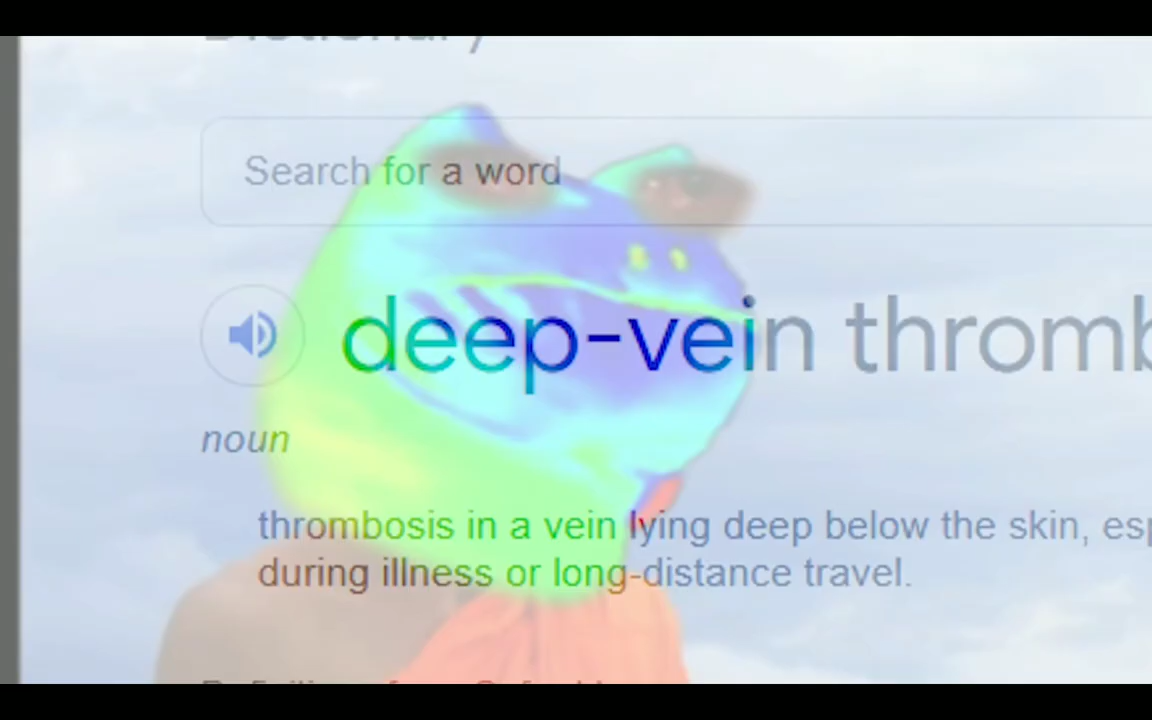 Dictionary
Search for a word
deep-vein thromb
noun
thrombosis in a vein lying deep below the skin, esp
during illness or long-distance travel.